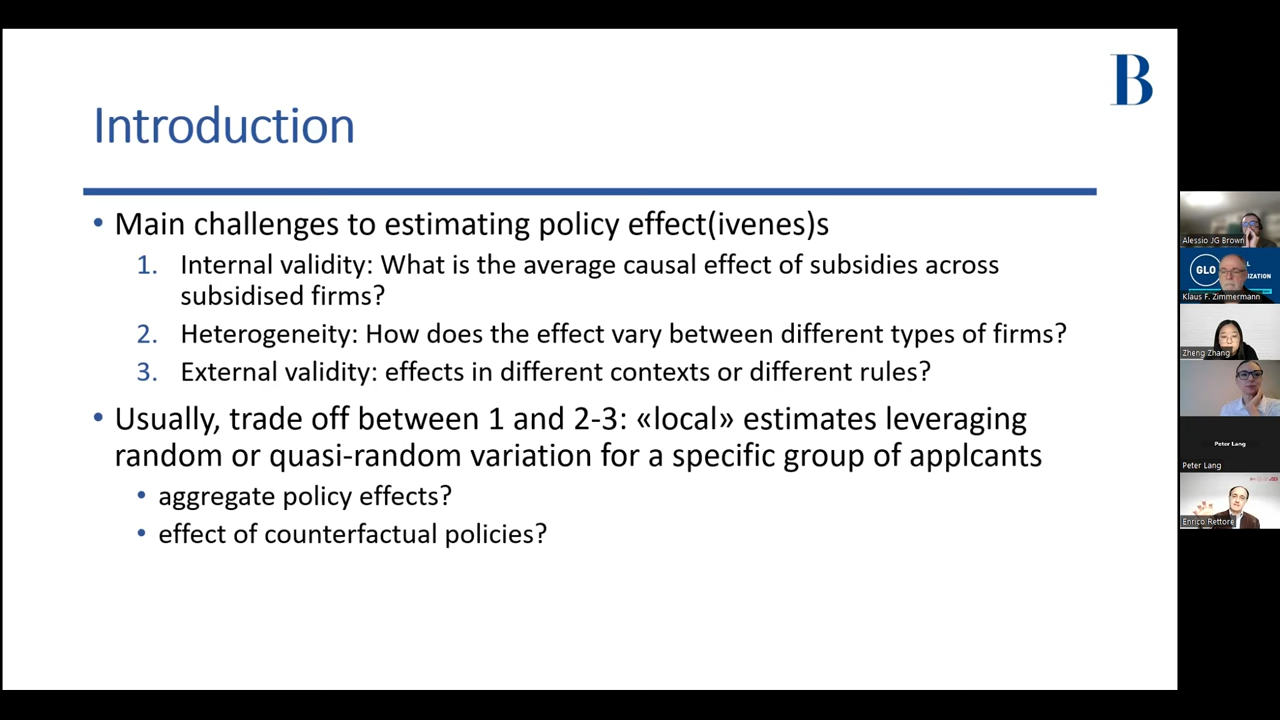 B
Introduction
• Main challenges to estimating policy effect(ivenes)s
1. Internal validity: What is the average causal effect of subsidies across
subsidised firms?
2. Heterogeneity: How does the effect vary between different types of firms?
3. External validity: effects in different contexts or different rules?
• Usually, trade off between 1 and 2-3: «local» estimates leveraging
random or quasi-random variation for a specific group of applcants
• aggregate policy effects?
• effect of counterfactual policies?
Alessio JG Brown
GLO
Klaus F. Zimmermann
Zheng Zhang
Peter Lang
Peter Lang
Enrico Rettore